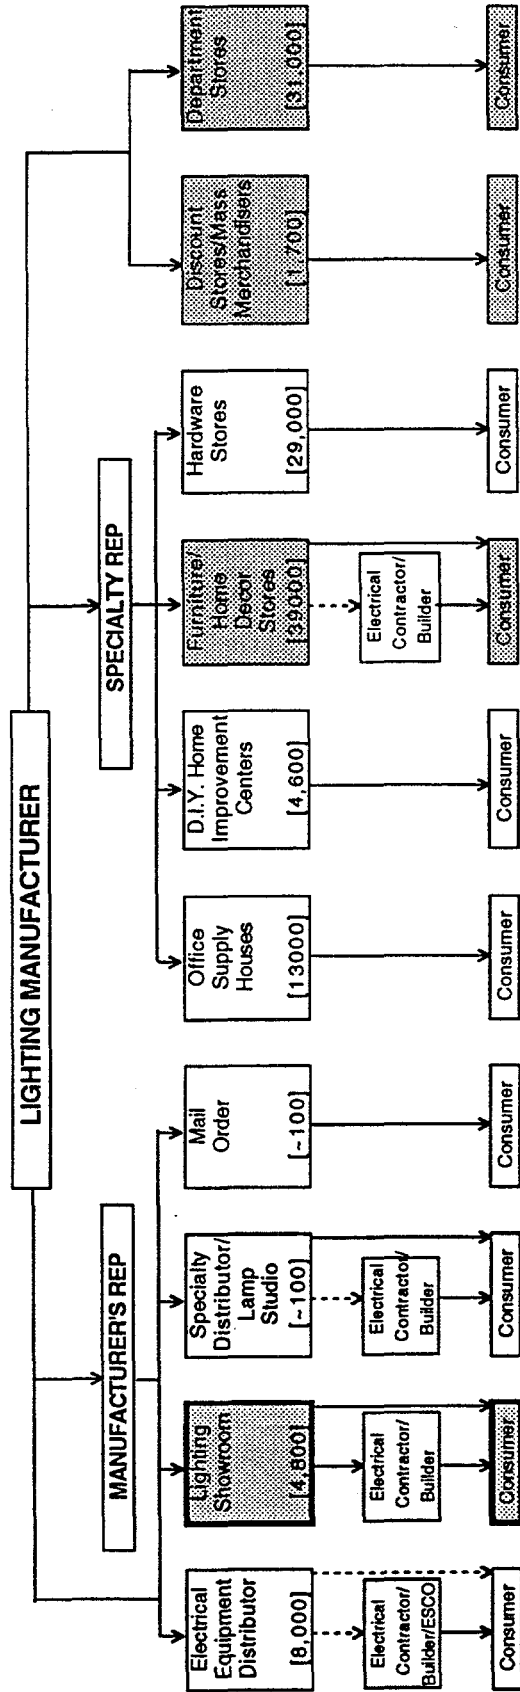 LIGHTING MANUFACTURER
MANUFACTURER'S REP
SPECIALTY REP
Electrical
Equipment
Distributor
[8,000]
Lighting
Showroom
[4,800]
Specialty
Distributor/
Lamp
Studio
[~100]
Mail
Order
[~100]
Office
Supply
Houses
[13000]
D.I.Y. Home
Improvement
Centers
[4,600]
Furniture/
Home
Decor
Stores
[39000]
Hardware
Stores
[29,000]
Discount
Stores/Mass
Merchandisers
[1,700]
Department
Stores
[31,000]
Electrical
Contractor/
Builder/ESCO
Electrical
Contractor/
Builder
Electrical
Contractor/
Builder
Electrical
Contractor/
Builder
Consumer
Consumer
Consumer
Consumer
Consumer
Consumer
Consumer
Consumer
Consumer
Consumer